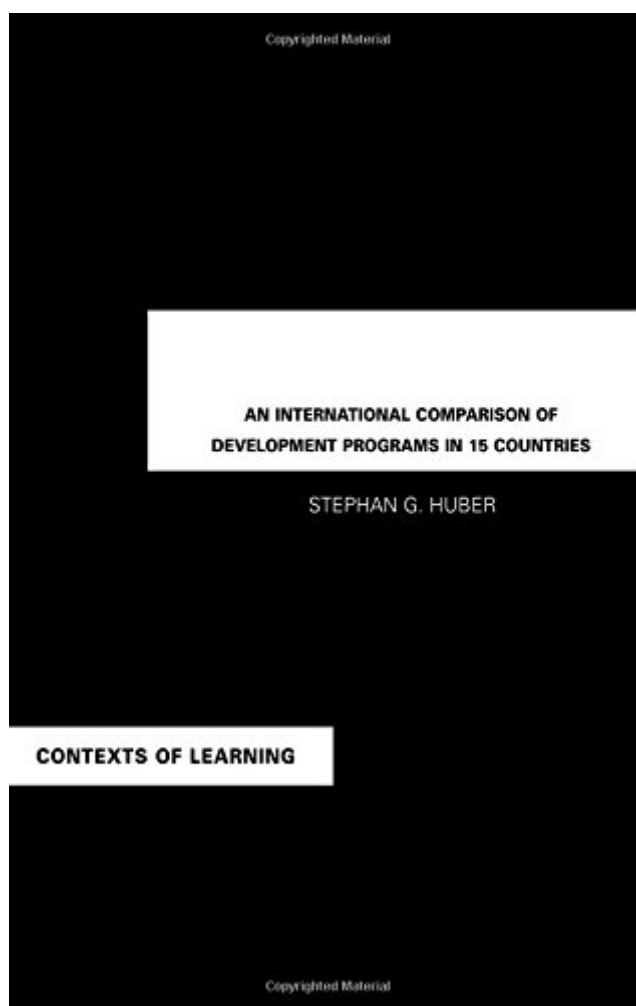 Copyrighted Material
AN INTERNATIONAL COMPARISON OF
DEVELOPMENT PROGRAMS IN 15 COUNTRIES
STEPHAN G. HUBER
CONTEXTS OF LEARNING
Copyrighted Material